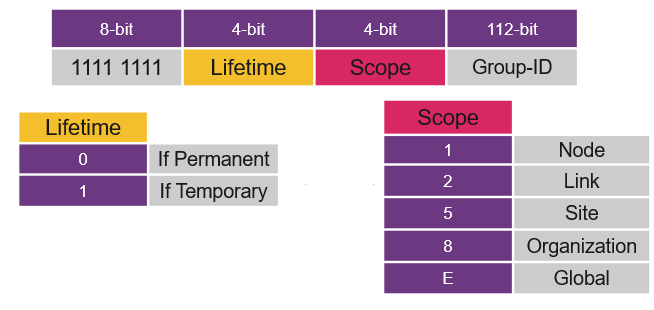 8-bit 4-bit 4-bit 112-bit
1111 1111 Lifetime Scope Group-ID
Lifetime
0 If Permanent
1 If Temporary
Scope
1 Node
2 Link
5 Site
8 Organization
E Global